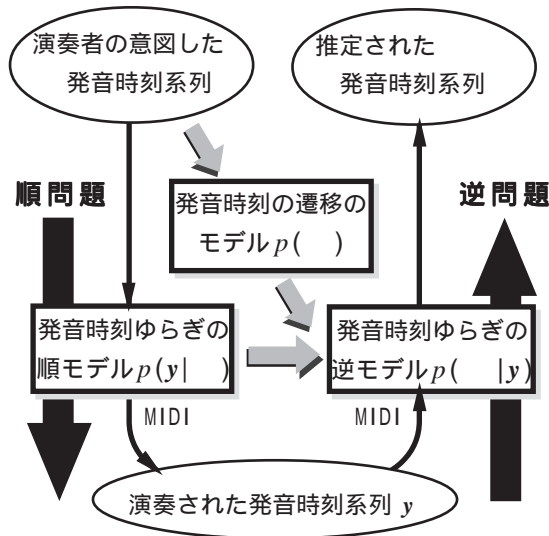 演奏者の意図した
発音時刻系列
推定された
発音時刻系列
順問題
逆問題
発音時刻の遷移の
モデルp( )
発音時刻ゆらぎの
順モデルp(y| )
発音時刻ゆらぎの
逆モデルp( |y)
MIDI
MIDI
演奏された発音時刻系列 y